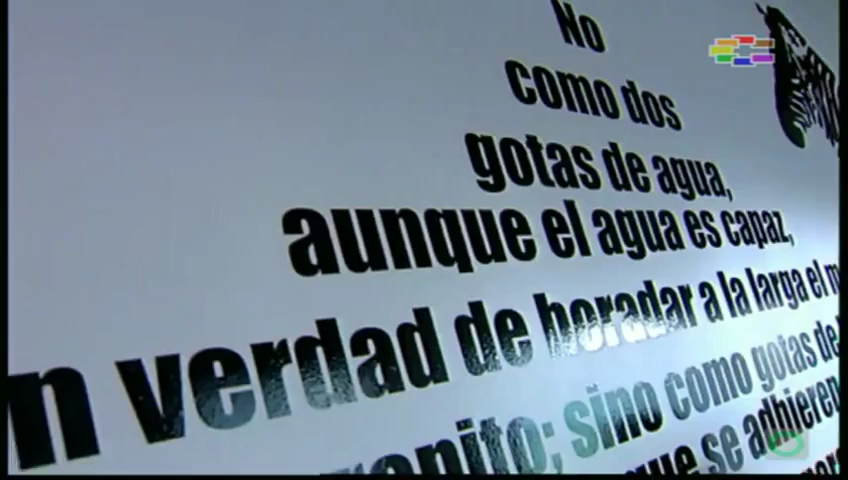 No
como dos
gotas de agua,
aunque el agua es capaz,
n verdad de horadar a la larga el m
ranito; sino como gotas de
que se adhieren